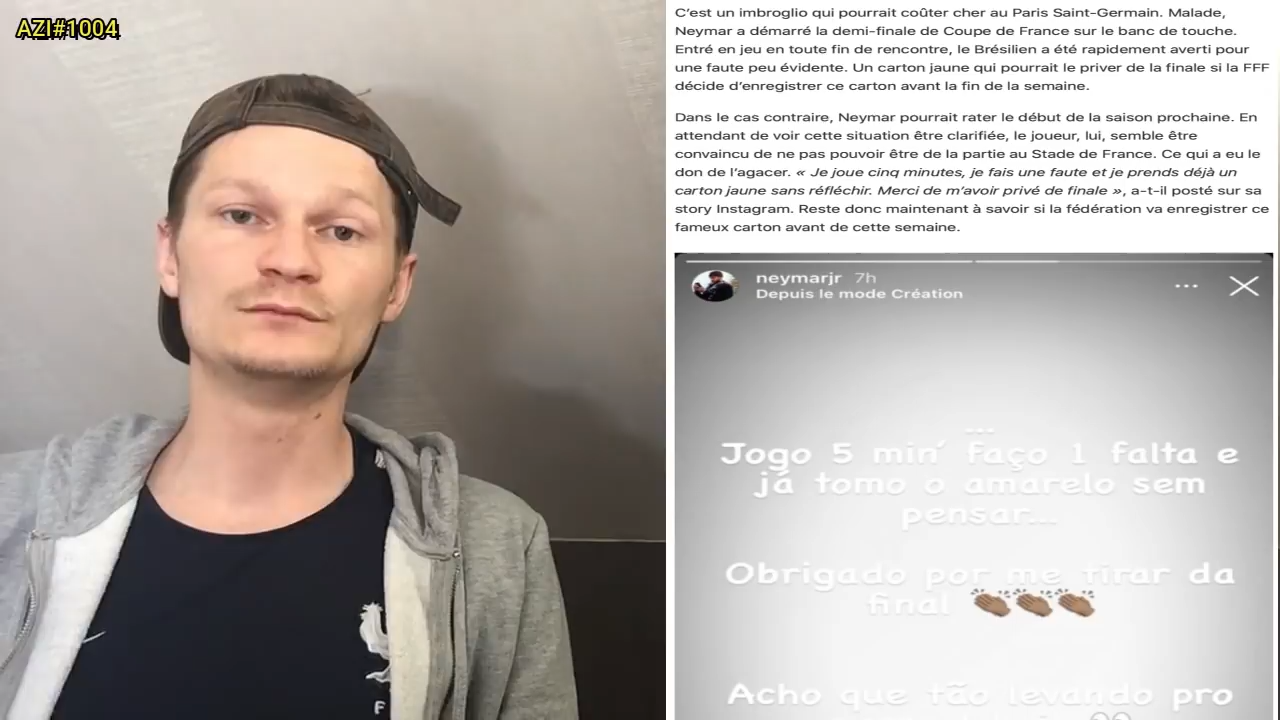 AZI#1004
C’est un imbroglio qui pourrait coûter cher au Paris Saint-Germain. Malade,
Neymar a démarré la demi-finale de Coupe de France sur le banc de touche.
Entré en jeu en toute fin de rencontre, le Brésilien a été rapidement averti pour
une faute peu évidente. Un carton jaune qui pourrait le priver de la finale si la FFF
décide d’enregistrer ce carton avant la fin de la semaine.
Dans le cas contraire, Neymar pourrait rater le début de la saison prochaine. En
attendant de voir cette situation être clarifiée, le joueur, lui, semble être
convaincu de ne pas pouvoir être de la partie au Stade de France. Ce qui a eu le
don de l’agacer. « Je joue cinq minutes, je fais une faute et je prends déjà un
carton jaune sans réfléchir. Merci de m’avoir privé de finale », a-t-il posté sur sa
story Instagram. Reste donc maintenant à savoir si la fédération va enregistrer ce
fameux carton avant de cette semaine.
neymarjr 7h
Depuis le mode Création
...
Jogo 5 min’ faço 1 falta e
já tomo o amarelo sem
pensar...
Obrigado por me tirar da
final 👏🏾👏🏾👏🏾
Acho que tão levando pro
F